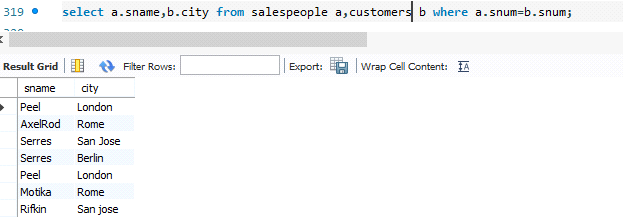 319 select a.sname,b.city from salespeople a,customers b where a.snum=b.snum;
Result Grid Filter Rows: Export: Wrap Cell Content:
sname city
Peel London
AxelRod Rome
Serres San Jose
Serres Berlin
Peel London
Motika Rome
Rifkin San jose